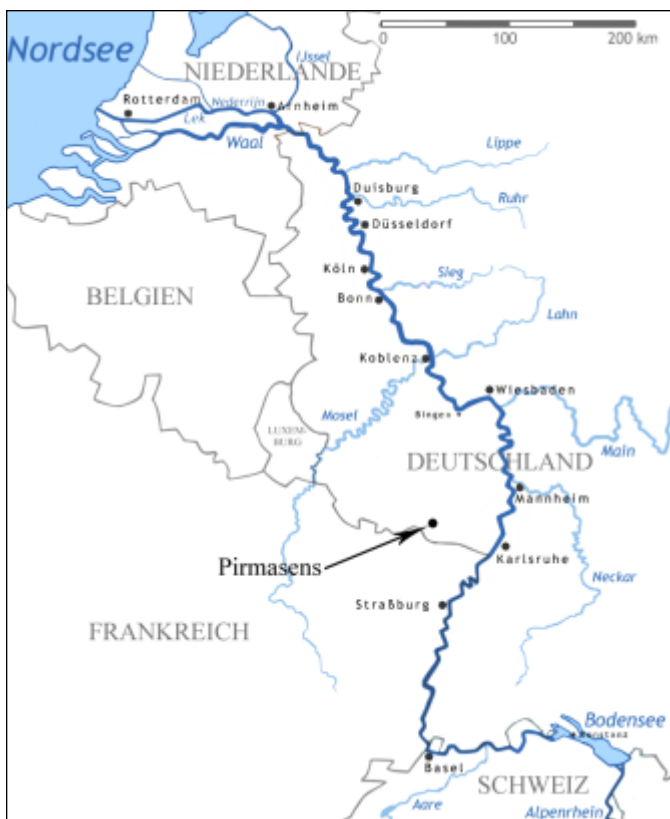 Nordsee
0 100 200 km
NIEDERLANDE
IJssel
Rotterdam
Nederrijn
Arnheim
Lek
Waal
Lippe
Duisburg
Ruhr
Düsseldorf
Köln
Sieg
BELGIEN
Bonn
Lahn
Koblenz
Wiesbaden
Mosel
Bingen
LUXEM-
BURG
Main
DEUTSCHLAND
Mannheim
Pirmasens
Karlsruhe
Neckar
Straßburg
FRANKREICH
Bodensee
Konstanz
Basel
SCHWEIZ
Aare
Alpenrhein